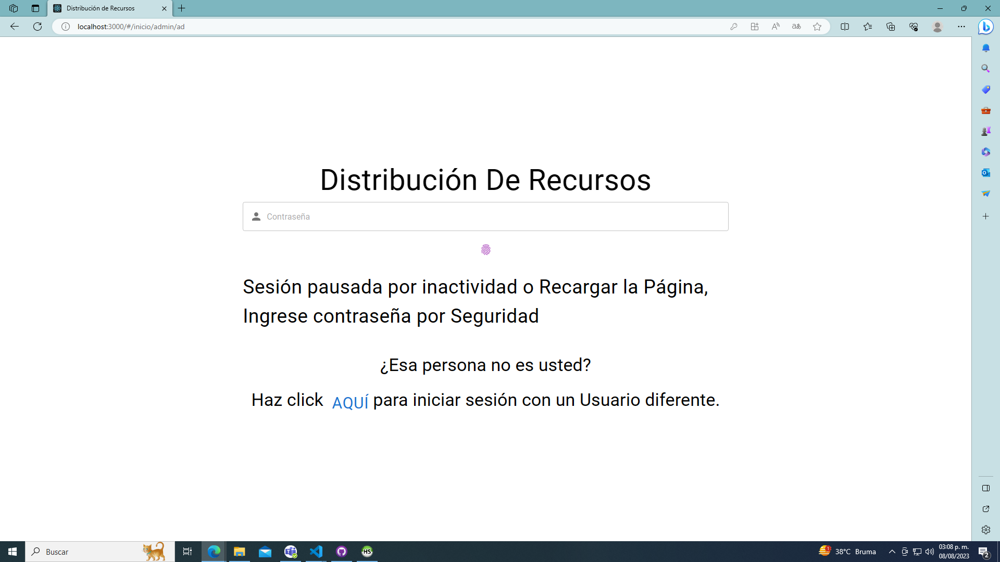 Distribución de Recursos
localhost:3000/#/inicio/admin/ad
Distribución De Recursos
Contraseña
Sesión pausada por inactividad o Recargar la Página,
Ingrese contraseña por Seguridad
¿Esa persona no es usted?
Haz click AQUÍ para iniciar sesión con un Usuario diferente.
Buscar
HS
1
38°C Bruma
03:08 p. m.
08/08/2023
2